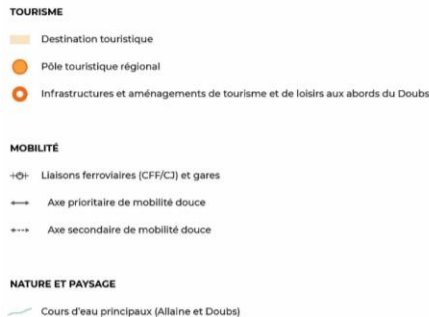 TOURISME
Destination touristique
Pôle touristique régional
Infrastructures et aménagements de tourisme et de loisirs aux abords du Doubs
MOBILITÉ
Liaisons ferroviaires (CFF/CJ) et gares
Axe prioritaire de mobilité douce
Axe secondaire de mobilité douce
NATURE ET PAYSAGE
Cours d'eau principaux (Allaine et Doubs)